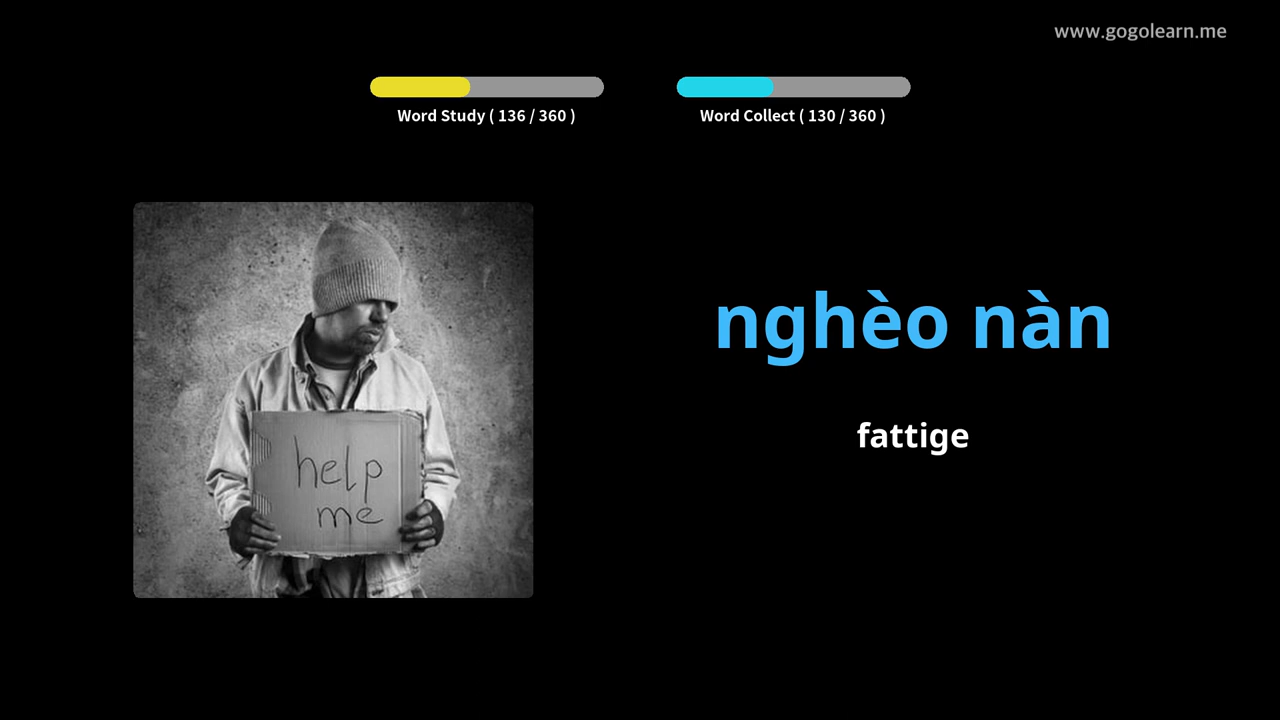 www.gogolearn.me
Word Study ( 136 / 360 )
Word Collect ( 130 / 360 )
help
me
nghèo nàn
fattige